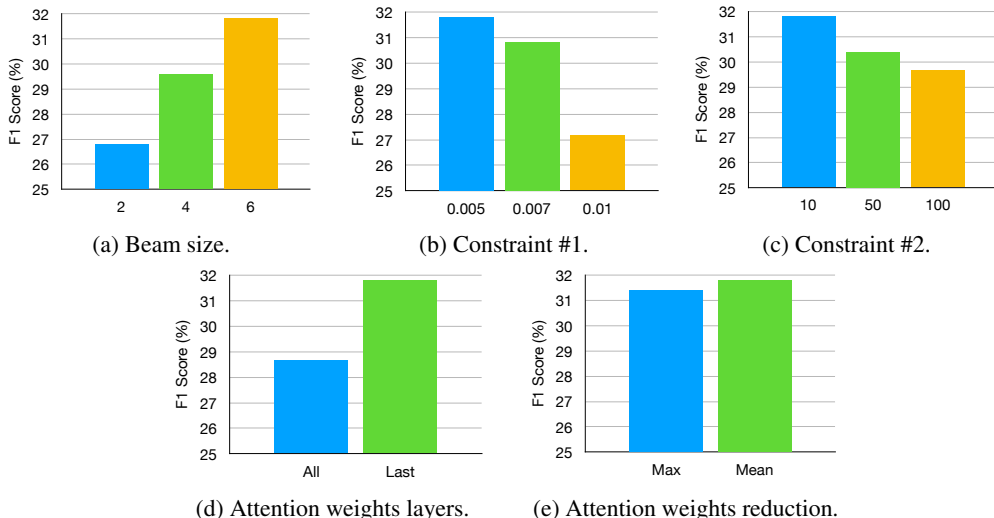 32
31
30
29
28
27
26
25
F1 Score (%)
2 4 6
(a) Beam size.
32
31
30
29
28
27
26
25
F1 Score (%)
0.005 0.007 0.01
(b) Constraint #1.
32
31
30
29
28
27
26
25
F1 Score (%)
10 50 100
(c) Constraint #2.
32
31
30
29
28
27
26
25
F1 Score (%)
All Last
(d) Attention weights layers.
32
31
30
29
28
27
26
25
F1 Score (%)
Max Mean
(e) Attention weights reduction.